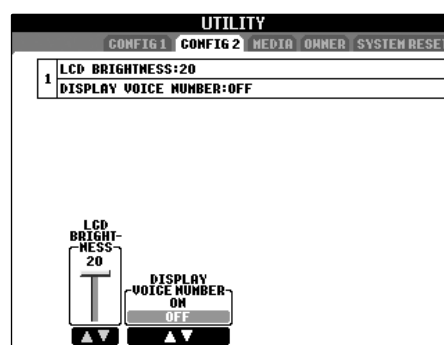 UTILITY
CONFIG 1 CONFIG 2 MEDIA OWNER SYSTEM RESET
1
LCD BRIGHTNESS:20
DISPLAY VOICE NUMBER:OFF
LCD
BRIGHT-
NESS
20
DISPLAY
VOICE NUMBER
ON
OFF